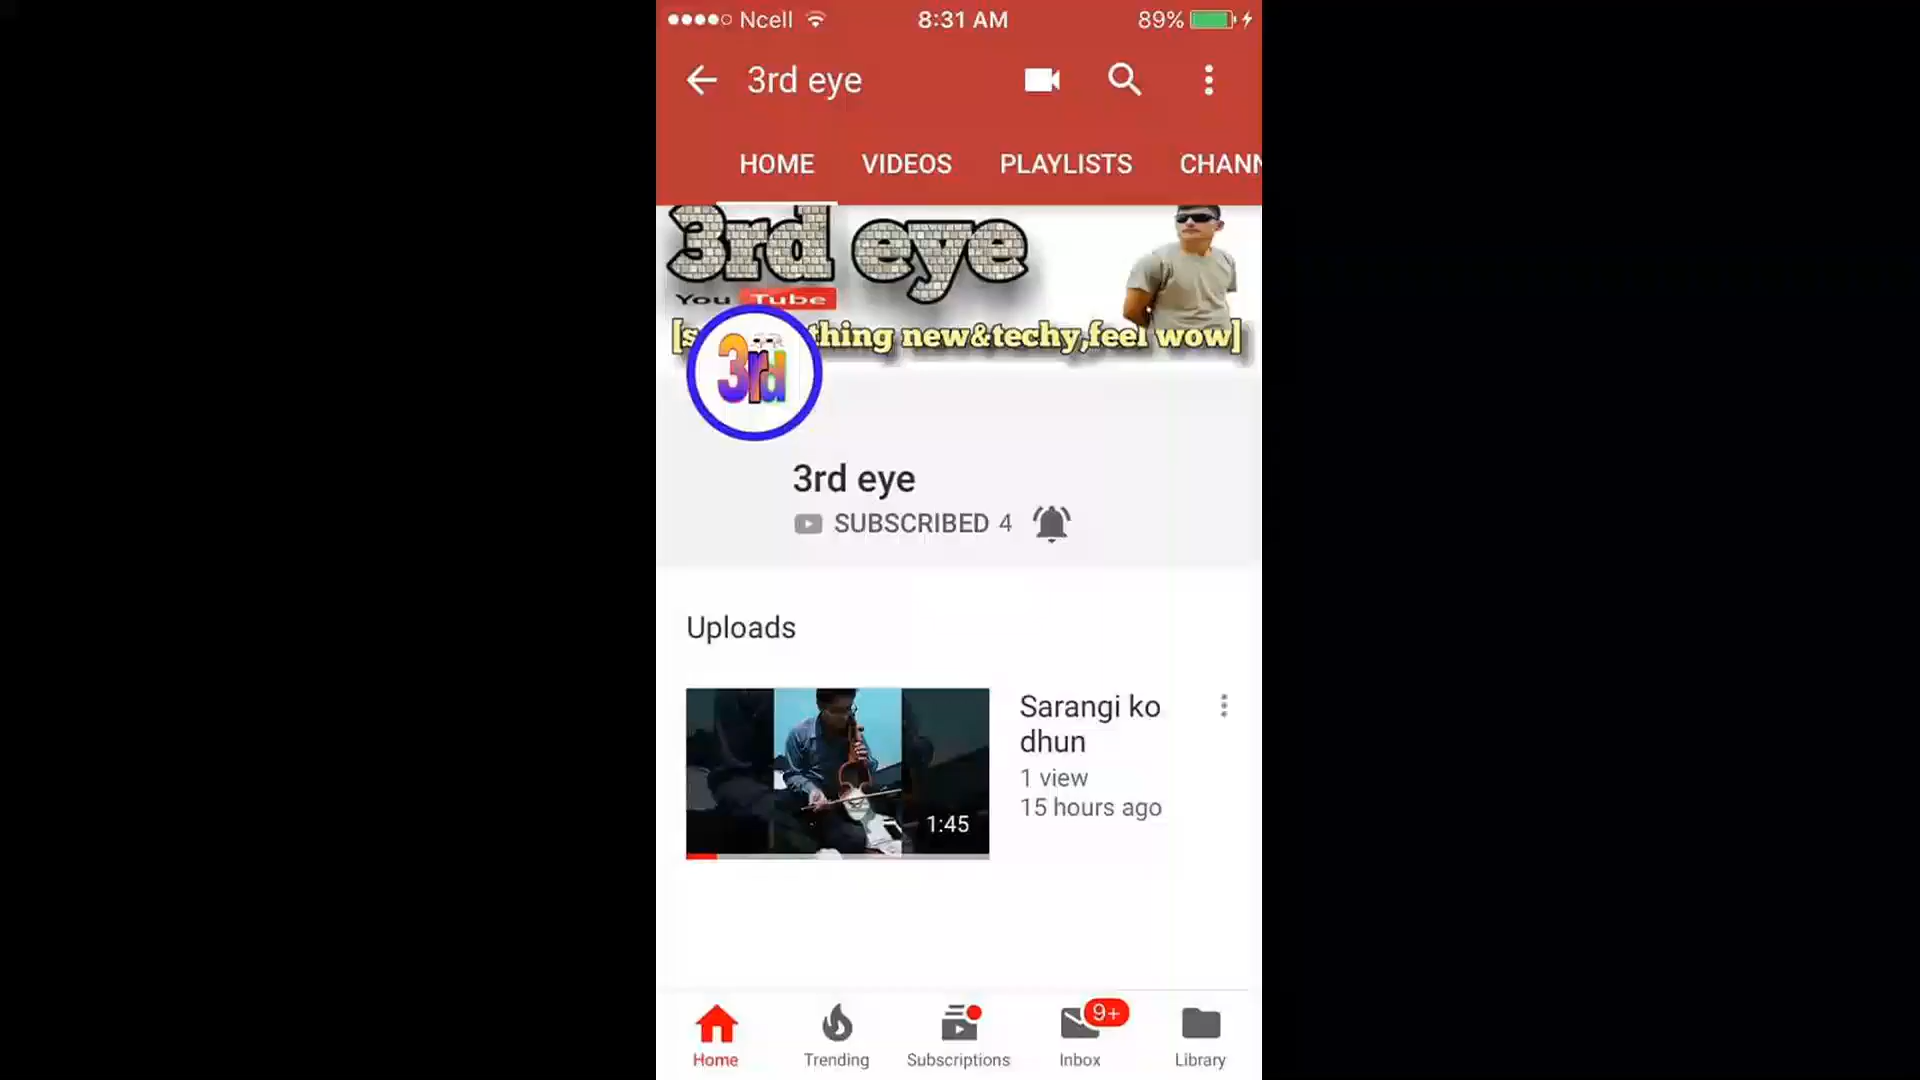 Ncell 8:31 AM 89%
3rd eye
HOME VIDEOS PLAYLISTS CHANN
3rd eye
You Tube
thing new&techy,feel wow]
3rd
3rd eye
SUBSCRIBED 4
Uploads
Sarangi ko
dhun
1 view
15 hours ago
1:45
9+
Home Trending Subscriptions Inbox Library